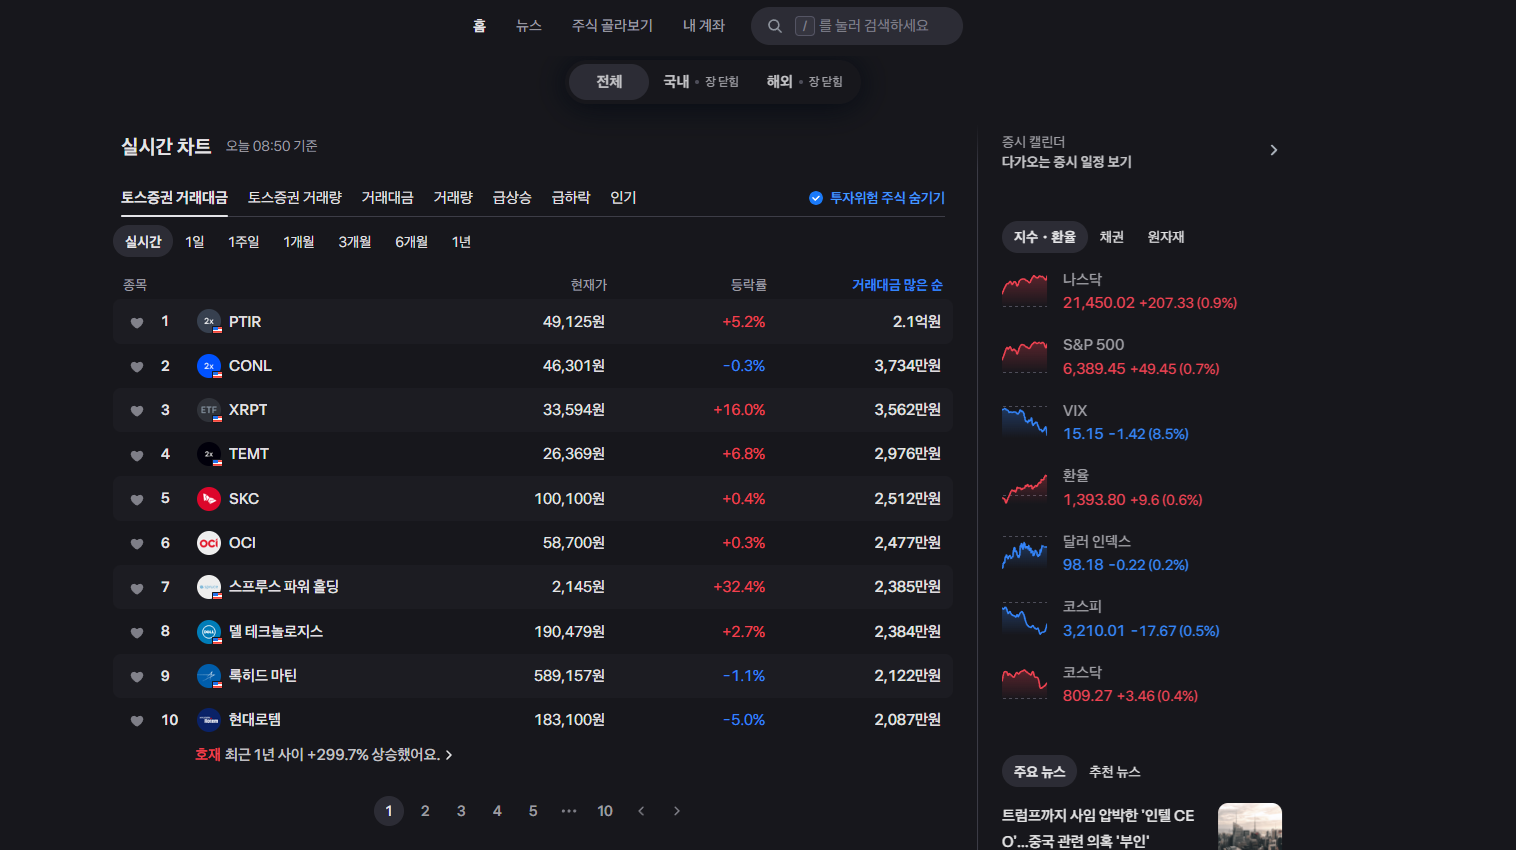 홈 뉴스 주식 골라보기 내 계좌 / 를 눌러 검색하세요
전체 국내 • 장 닫힘 해외 • 장 닫힘
실시간 차트 오늘 08:50 기준
토스증권 거래대금 토스증권 거래량 거래대금 거래량 급상승 급하락 인기 투자위험 주식 숨기기
실시간 1일 1주일 1개월 3개월 6개월 1년
종목 현재가 등락률 거래대금 많은 순
1 2x PTIR 49,125원 +5.2% 2.1억원
2 2x CONL 46,301원 -0.3% 3,734만원
3 ETF XRPT 33,594원 +16.0% 3,562만원
4 2x TEMT 26,369원 +6.8% 2,976만원
5 SKC 100,100원 +0.4% 2,512만원
6 OCI OCI 58,700원 +0.3% 2,477만원
7 스프루스 파워 홀딩 2,145원 +32.4% 2,385만원
8 DELL 델 테크놀로지스 190,479원 +2.7% 2,384만원
9 록히드 마틴 589,157원 -1.1% 2,122만원
10 현대로템 183,100원 -5.0% 2,087만원
호재 최근 1년 사이 +299.7% 상승했어요. >
1 2 3 4 5 ··· 10 < >
증시 캘린더
다가오는 증시 일정 보기 >
지수 · 환율 채권 원자재
나스닥
21,450.02 +207.33 (0.9%)
S&P 500
6,389.45 +49.45 (0.7%)
VIX
15.15 -1.42 (8.5%)
환율
1,393.80 +9.6 (0.6%)
달러 인덱스
98.18 -0.22 (0.2%)
코스피
3,210.01 -17.67 (0.5%)
코스닥
809.27 +3.46 (0.4%)
주요 뉴스 추천 뉴스
트럼프까지 사임 압박한 '인텔 CE
O'...중국 관련 의혹 '부인'